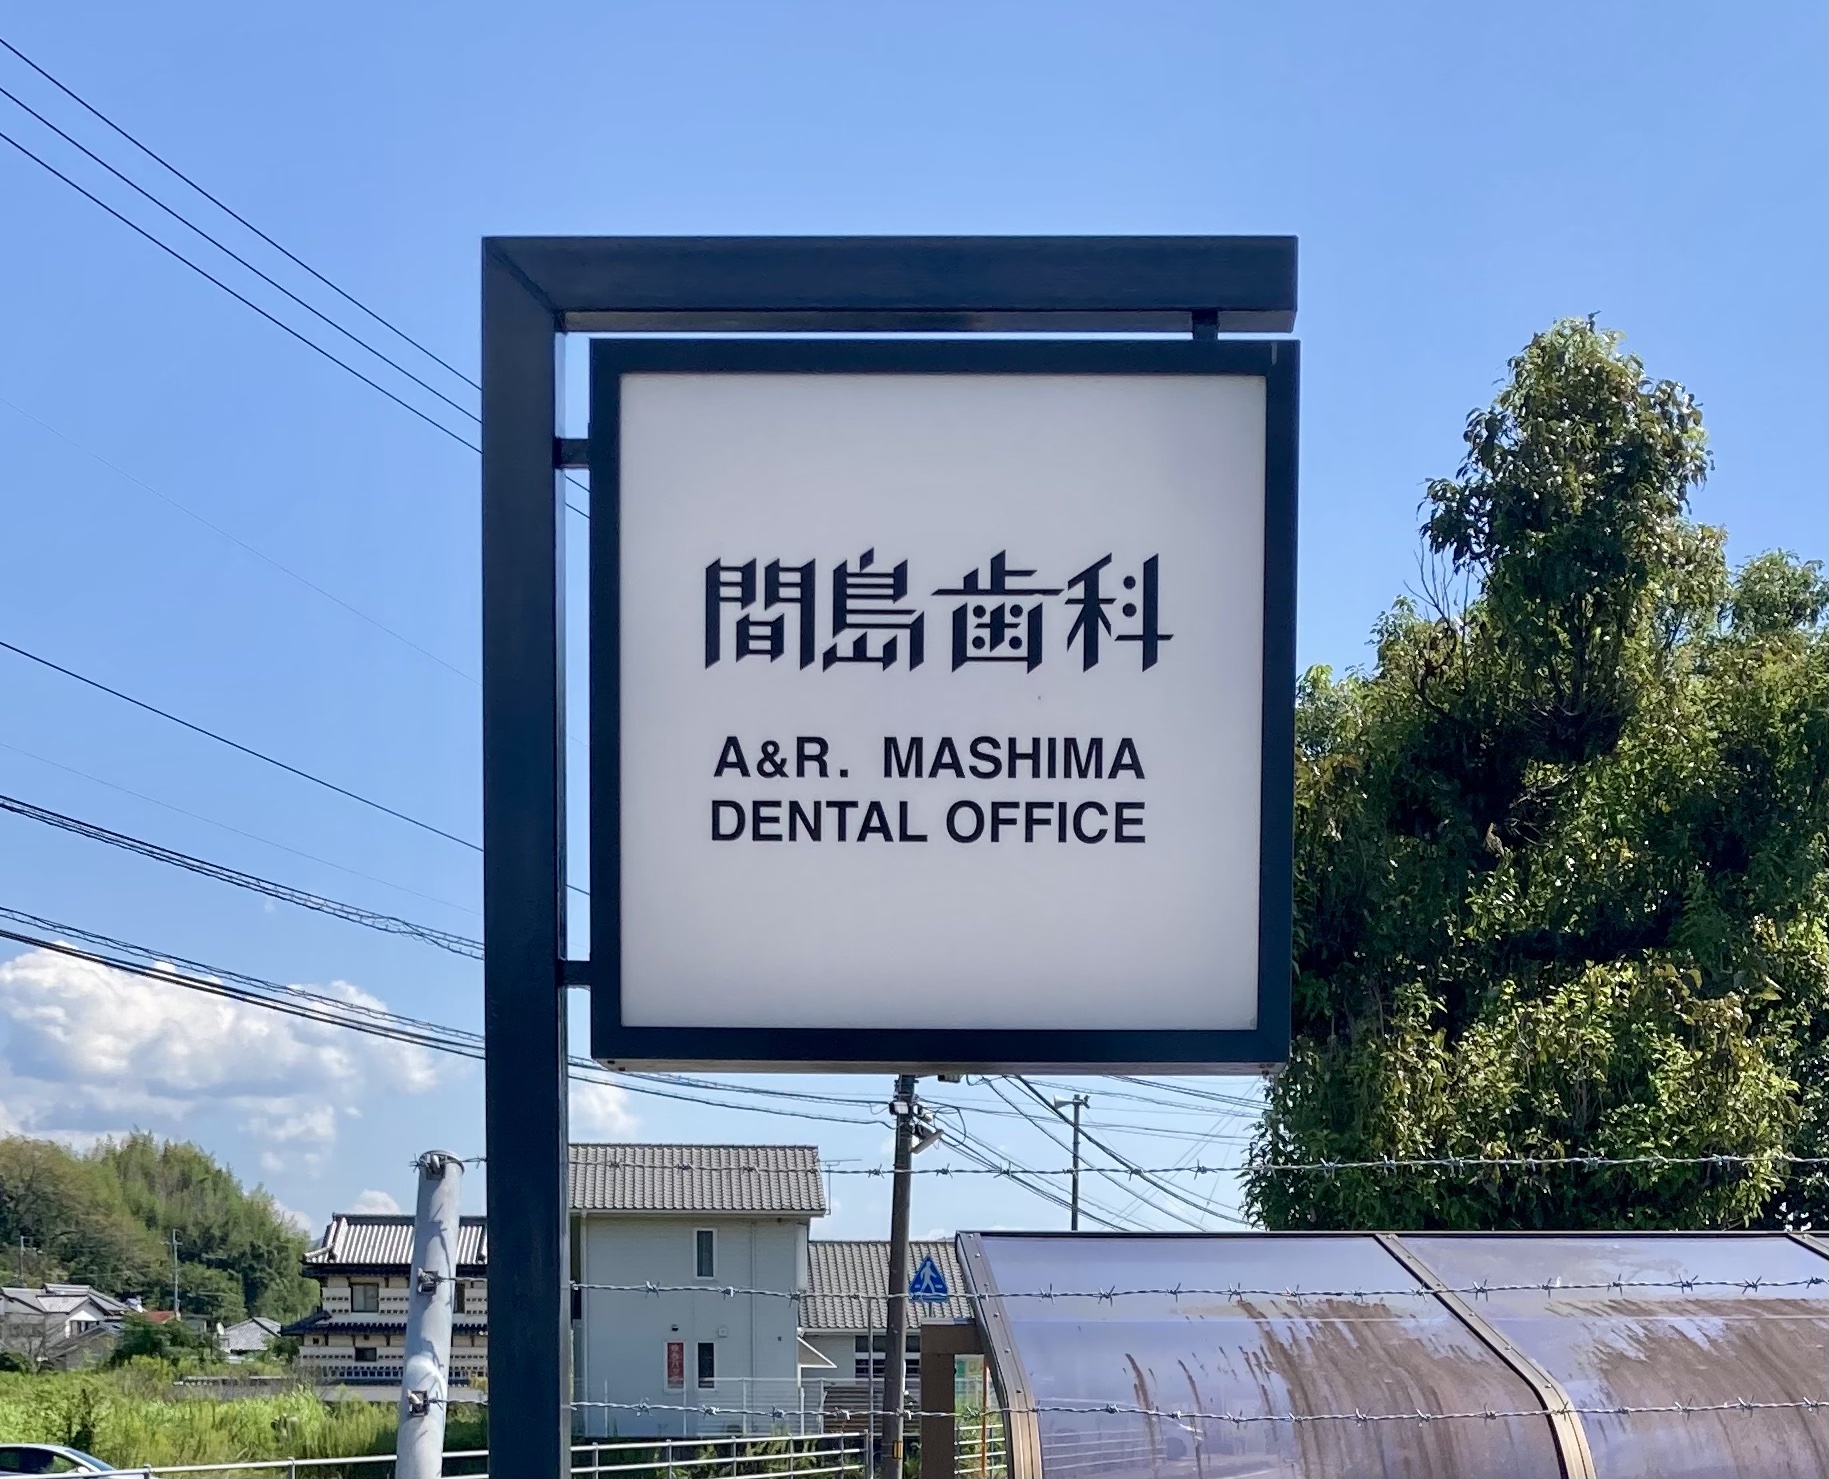 間島歯科
A&R. MASHIMA
DENTAL OFFICE